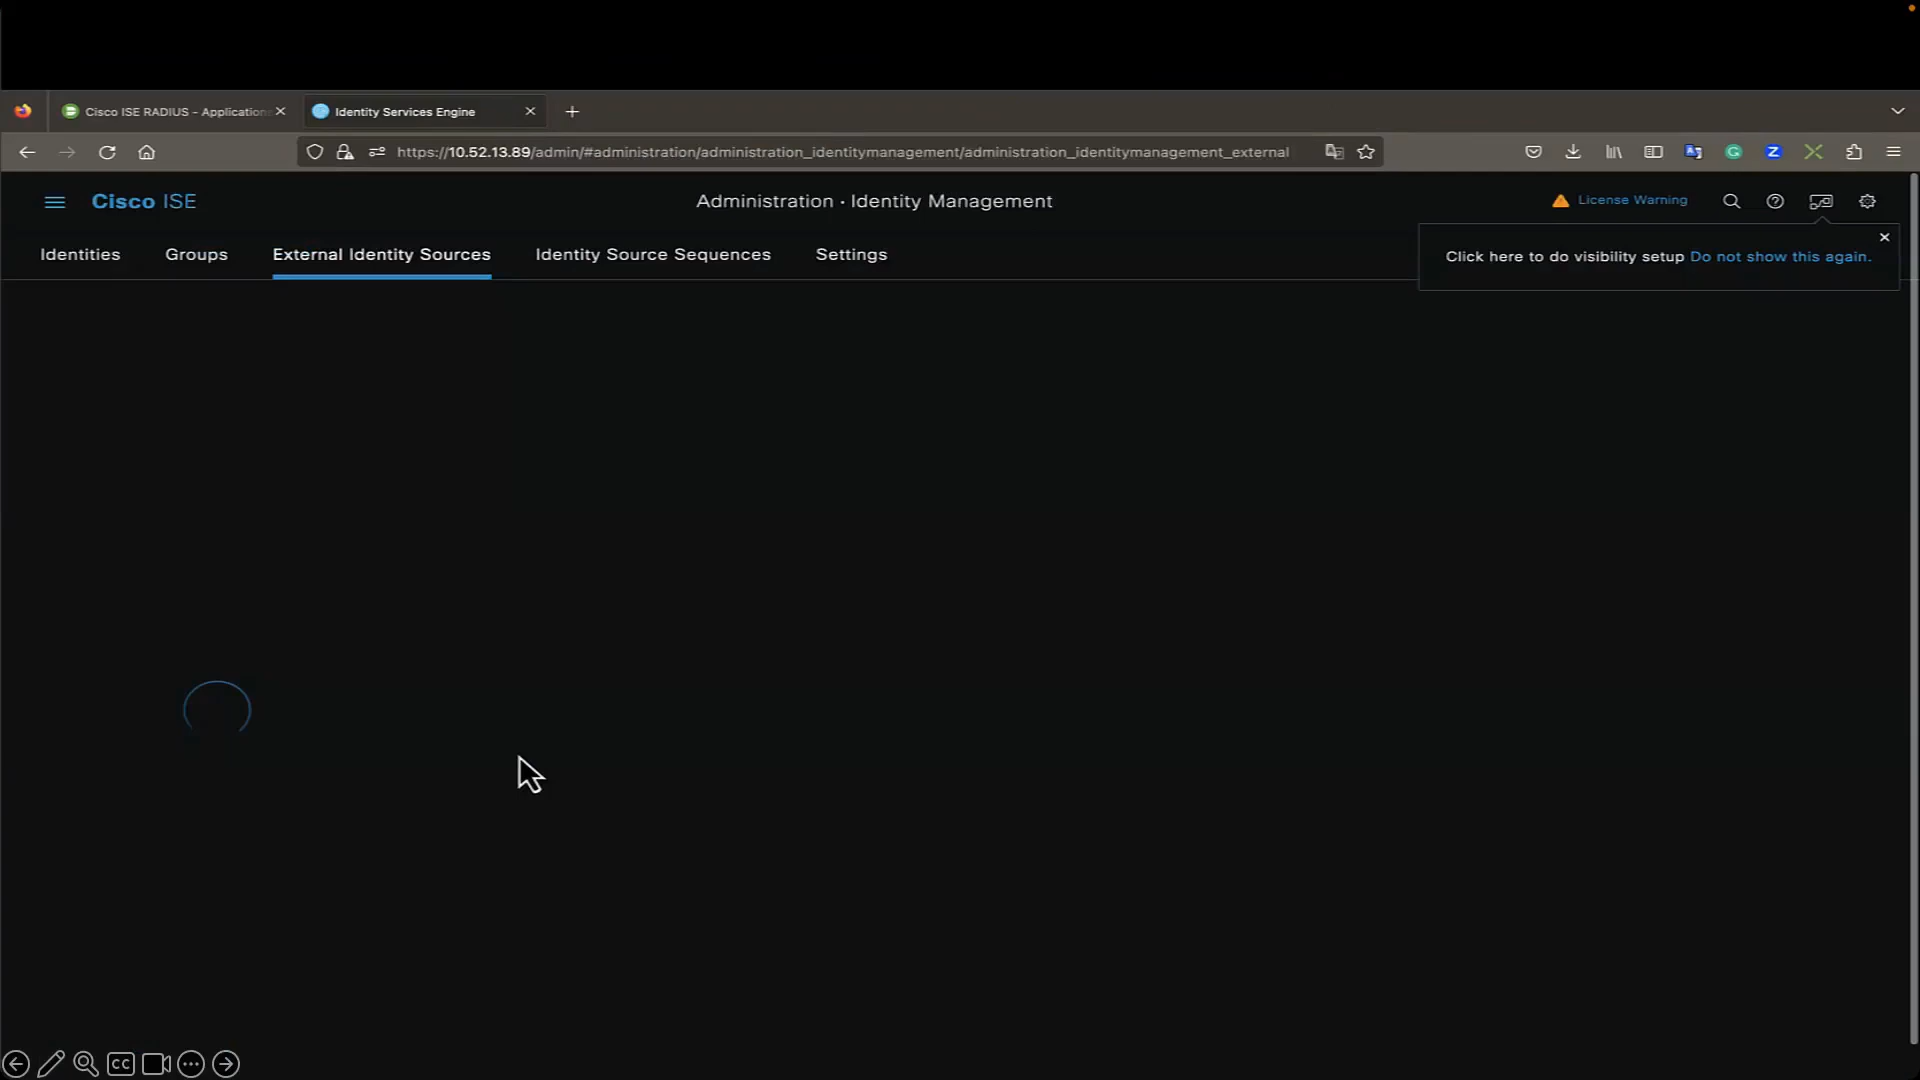 Cisco ISE RADIUS - Application
Identity Services Engine
https://10.52.13.89/admin/#administration/administration_identitymanagement/administration_identitymanagement_external
Cisco ISE
Administration · Identity Management
License Warning
Identities
Groups
External Identity Sources
Identity Source Sequences
Settings
Click here to do visibility setup Do not show this again.
CC